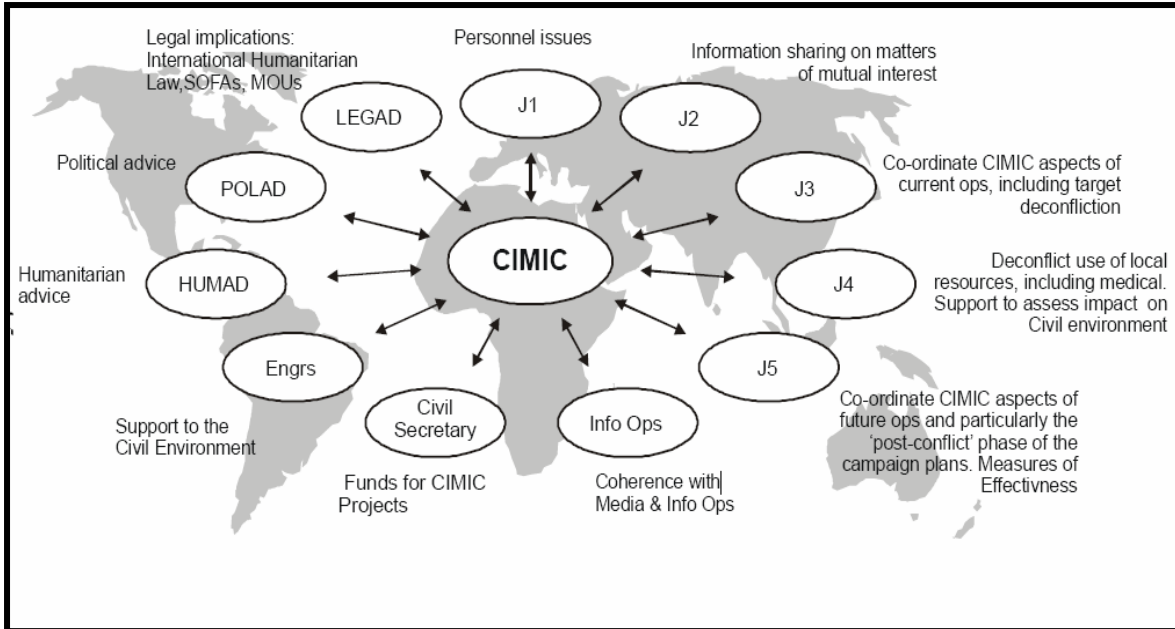 Legal implications:
International Humanitarian
Law,SOFAs, MOUs
LEGAD
Personnel issues
J1
Information sharing on matters
of mutual interest
J2
Political advice
POLAD
Co-ordinate CIMIC aspects of
current ops, including target
deconfliction
J3
CIMIC
Humanitarian
advice
HUMAD
Deconflict use of local
resources, including medical.
Support to assess impact on
Civil environment
J4
Engrs
Support to the
Civil Environment
J5
Co-ordinate CIMIC aspects of
future ops and particularly the
‘post-conflict’ phase of the
campaign plans. Measures of
Effectivness
Civil
Secretary
Funds for CIMIC
Projects
Info Ops
Coherence with
Media & Info Ops